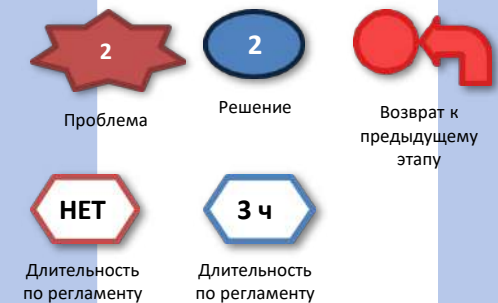 2
2
Проблема
Решение
Возврат к
предыдущему
этапу
НЕТ
3 ч
Длительность
по регламенту
Длительность
по регламенту